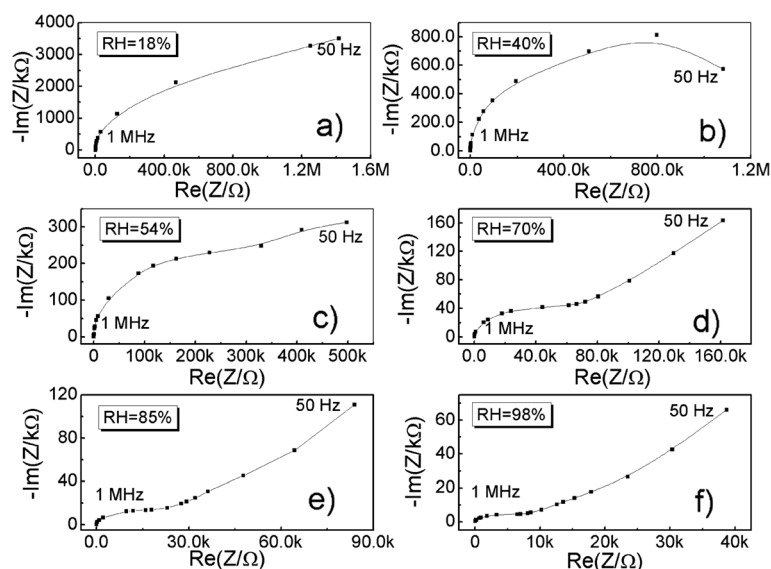 4000
3000
2000
1000
0
-Im(Z/kΩ)
RH=18%
50 Hz
1 MHz
a)
0.0
400.0k
800.0k
1.2M
1.6M
Re(Z/Ω)
800.0
600.0
400.0
200.0
0.0
-Im(Z/kΩ)
RH=40%
50 Hz
1 MHz
b)
0.0
400.0k
800.0k
1.2M
Re(Z/Ω)
300
200
100
0
-Im(Z/kΩ)
RH=54%
50 Hz
1 MHz
c)
0
100k
200k
300k
400k
500k
Re(Z/Ω)
160
120
80
40
0
-Im(Z/kΩ)
RH=70%
50 Hz
1 MHz
d)
0.0
40.0k
80.0k
120.0k
160.0k
Re(Z/Ω)
120
80
40
0
-Im(Z/kΩ)
RH=85%
50 Hz
1 MHz
e)
0.0
30.0k
60.0k
90.0k
Re(Z/Ω)
60
40
20
0
-Im(Z/kΩ)
RH=98%
50 Hz
1 MHz
f)
0
10k
20k
30k
40k
Re(Z/Ω)